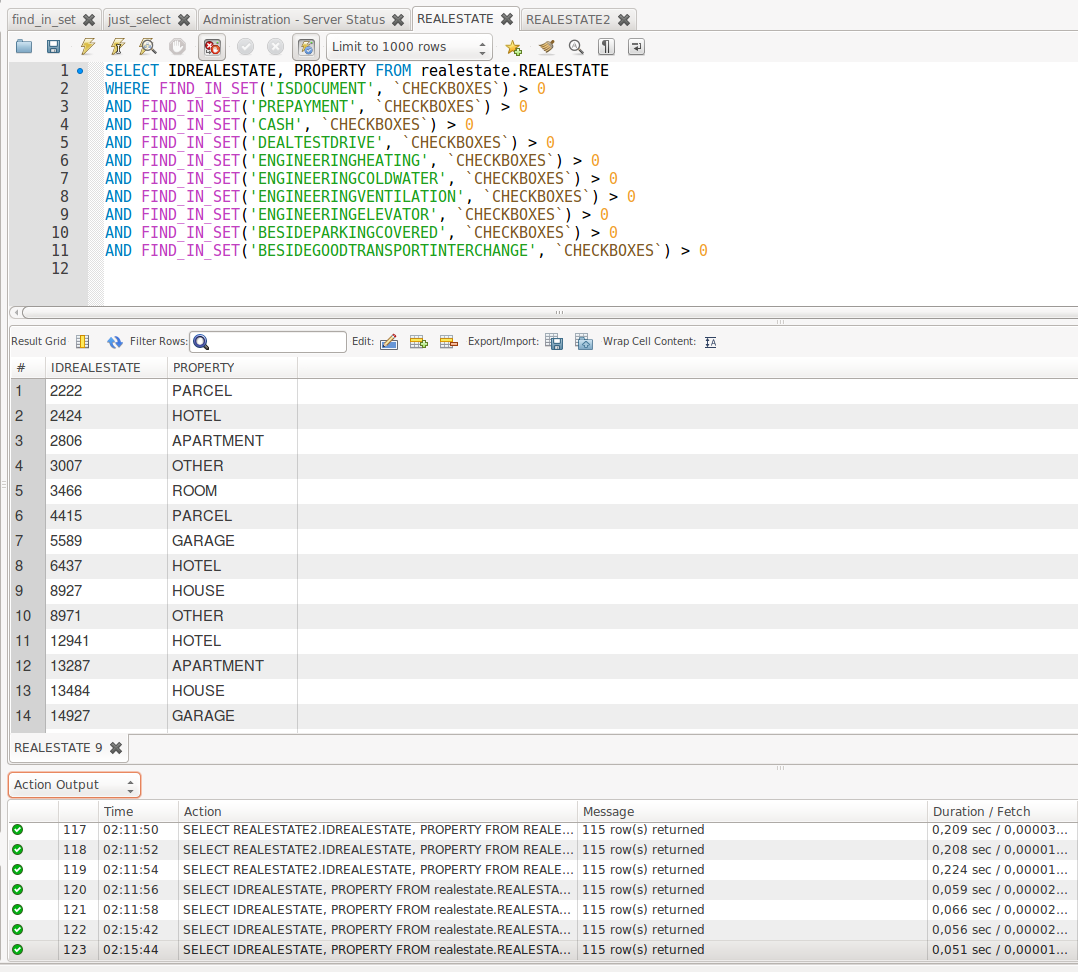 find_in_set just_select Administration - Server Status REALESTATE REALESTATE2
Limit to 1000 rows
1 SELECT IDREALESTATE, PROPERTY FROM realestate.REALESTATE
2 WHERE FIND_IN_SET('ISDOCUMENT', `CHECKBOXES`) > 0
3 AND FIND_IN_SET('PREPAYMENT', `CHECKBOXES`) > 0
4 AND FIND_IN_SET('CASH', `CHECKBOXES`) > 0
5 AND FIND_IN_SET('DEALTESTDRIVE', `CHECKBOXES`) > 0
6 AND FIND_IN_SET('ENGINEERINGHEATING', `CHECKBOXES`) > 0
7 AND FIND_IN_SET('ENGINEERINGCOLDWATER', `CHECKBOXES`) > 0
8 AND FIND_IN_SET('ENGINEERINGVENTILATION', `CHECKBOXES`) > 0
9 AND FIND_IN_SET('ENGINEERINGELEVATOR', `CHECKBOXES`) > 0
10 AND FIND_IN_SET('BESIDEPARKINGCOVERED', `CHECKBOXES`) > 0
11 AND FIND_IN_SET('BESIDEGOODTRANSPORTINTERCHANGE', `CHECKBOXES`) > 0
12
Result Grid Filter Rows: Edit: Export/Import: Wrap Cell Content: IA
# IDREALESTATE PROPERTY
1 2222 PARCEL
2 2424 HOTEL
3 2806 APARTMENT
4 3007 OTHER
5 3466 ROOM
6 4415 PARCEL
7 5589 GARAGE
8 6437 HOTEL
9 8927 HOUSE
10 8971 OTHER
11 12941 HOTEL
12 13287 APARTMENT
13 13484 HOUSE
14 14927 GARAGE
REALESTATE 9
Action Output
Time Action Message Duration / Fetch
117 02:11:50 SELECT REALESTATE2.IDREALESTATE, PROPERTY FROM REALE... 115 row(s) returned 0,209 sec / 0,00003...
118 02:11:52 SELECT REALESTATE2.IDREALESTATE, PROPERTY FROM REALE... 115 row(s) returned 0,208 sec / 0,00001...
119 02:11:54 SELECT REALESTATE2.IDREALESTATE, PROPERTY FROM REALE... 115 row(s) returned 0,224 sec / 0,00001...
120 02:11:56 SELECT IDREALESTATE, PROPERTY FROM realestate.REALESTA... 115 row(s) returned 0,059 sec / 0,00002...
121 02:11:58 SELECT IDREALESTATE, PROPERTY FROM realestate.REALESTA... 115 row(s) returned 0,066 sec / 0,00002...
122 02:15:42 SELECT IDREALESTATE, PROPERTY FROM realestate.REALESTA... 115 row(s) returned 0,056 sec / 0,00002...
123 02:15:44 SELECT IDREALESTATE, PROPERTY FROM realestate.REALESTA... 115 row(s) returned 0,051 sec / 0,00001...